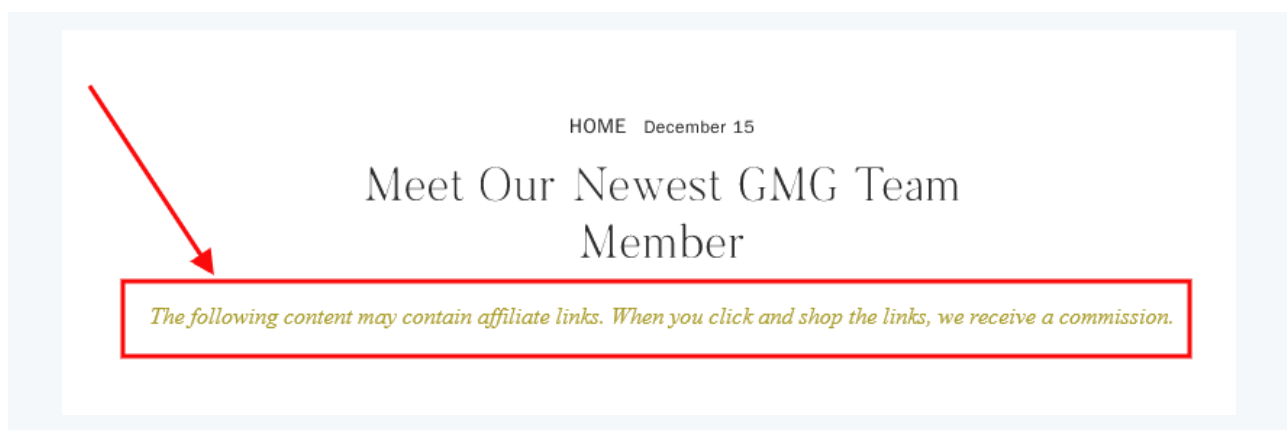 HOME December 15
Meet Our Newest GMG Team
Member
The following content may contain affiliate links. When you click and shop the links, we receive a commission.